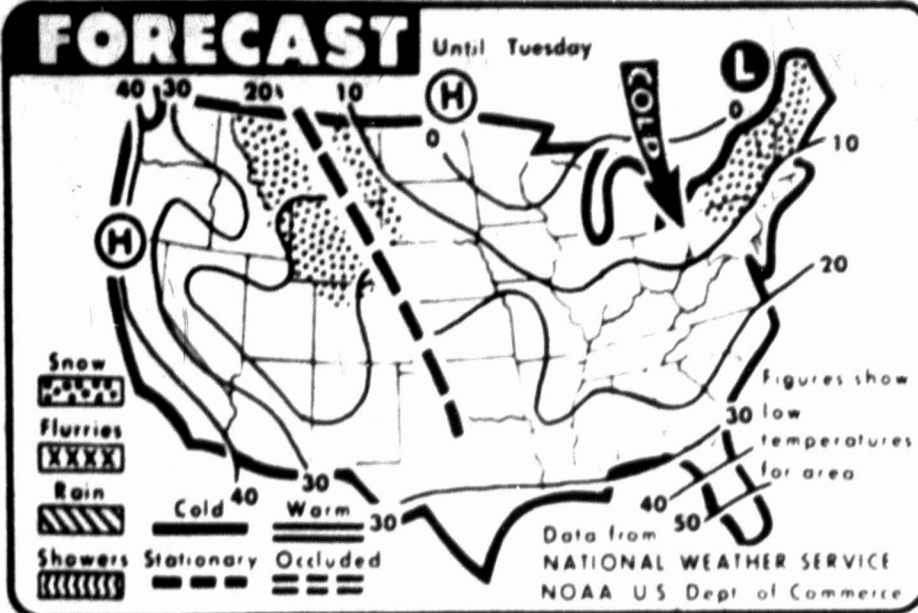 FORECAST
Until Tuesday
40 30 20 10
H
L
0
0
COLD
10
H
20
Snow
Figures show
Flurries
30 low
XXXX
temperatures
for area
Rain
40 30
40
Cold Warm
30
50
Data from
Showers Stationary Occluded
NATIONAL WEATHER SERVICE
NOAA US Dept of Commerce